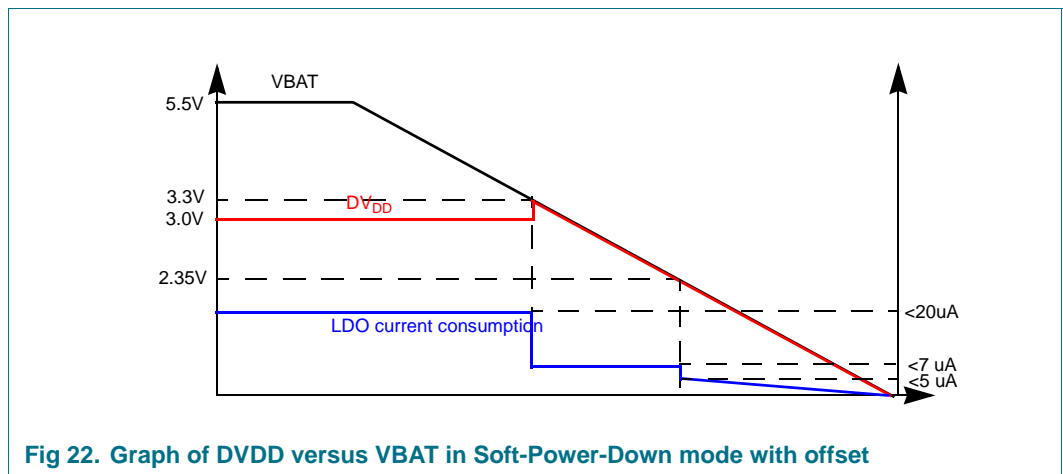 VBAT
5.5V
3.3V
DVDD
3.0V
2.35V
LDO current consumption
<20uA
<7 uA
<5 uA
Fig 22. Graph of DVDD versus VBAT in Soft-Power-Down mode with offset